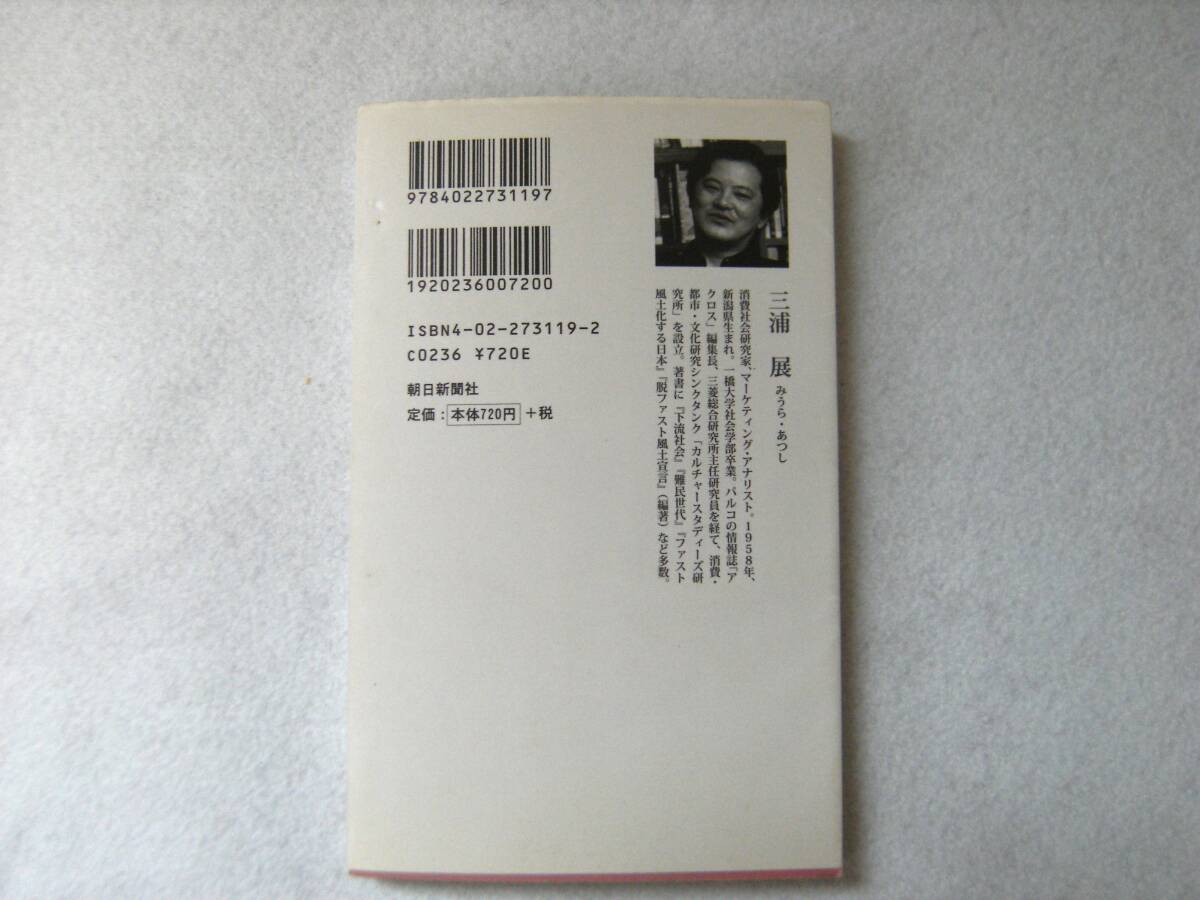 9784022731197
1920236007200
ISBN4-02-273119-2
C0236 ¥720E
朝日新聞社
定価：本体720円+税
三浦 展 みうら・あつし
消費社会研究家、マーケティング・アナリスト。1958年、
新潟県生まれ。一橋大学社会学部卒業。パルコの情報誌「ア
クロス」編集長、三菱総合研究所主任研究員を経て、消費・
都市・文化研究シンクタンク「カルチャースタディーズ研
究所」を設立。著書に『下流社会』『難民世代』『ファスト
風土化する日本』『脱ファスト風土宣言』（編著）など多数。